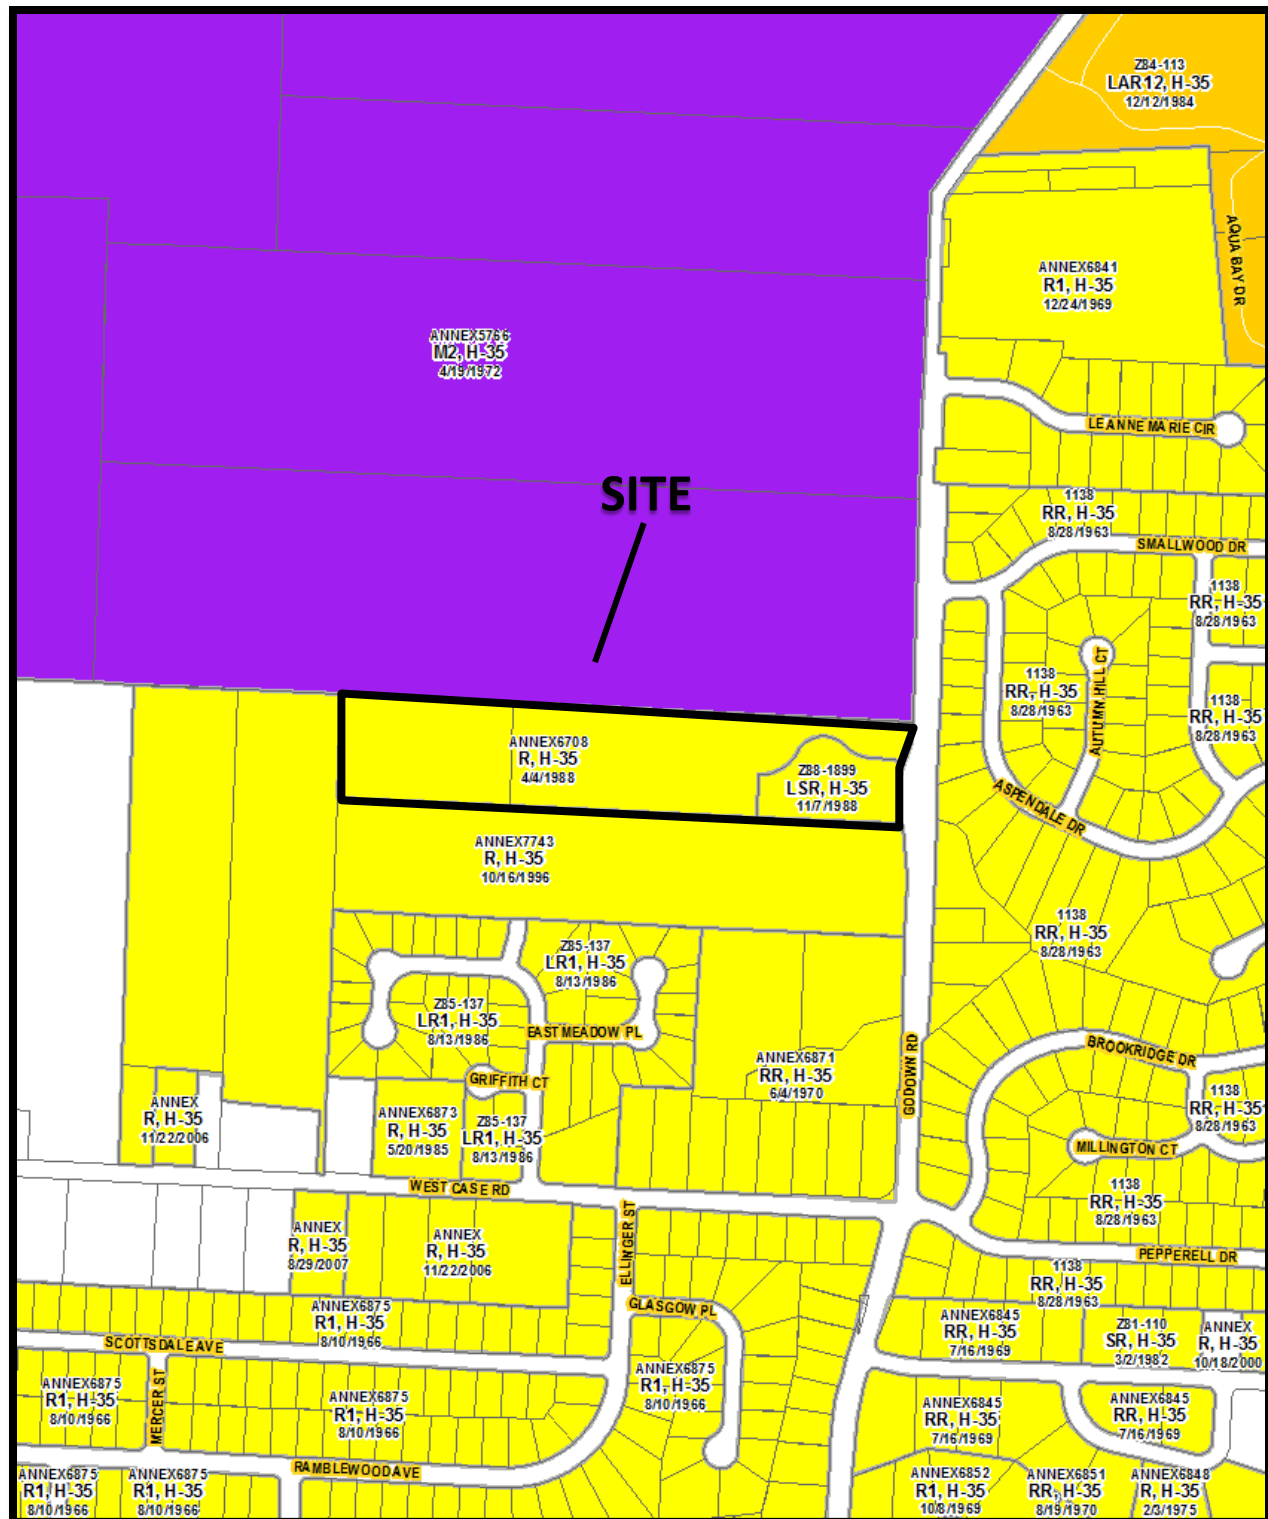 Z84-113
LAR12, H-35
12/12/1984
AQUA BAY DR
ANNEX6841
R1, H-35
12/24/1969
ANNEX5766
M2, H-35
4/19/1972
LEANNE MARIE CIR
SITE
1138
RR, H-35
8/28/1963
SMALLWOOD DR
1138
RR, H-35
8/28/1963
1138
RR, H-35
8/28/1963
AUTUMN HILL CT
1138
RR, H-35
8/28/1963
ANNEX6708
R, H-35
4/4/1988
Z88-1899
LSR, H-35
11/7/1988
ASPENDALE DR
ANNEX7743
R, H-35
10/16/1996
1138
RR, H-35
8/28/1963
Z85-137
LR1, H-35
8/13/1986
Z85-137
LR1, H-35
8/13/1986
EAST MEADOW PL
GRIFFITH CT
ANNEX6871
RR, H-35
6/4/1970
GODOWN RD
BROOKRIDGE DR
1138
RR, H-35
8/28/1963
ANNEX
R, H-35
11/22/2006
ANNEX6873
R, H-35
5/20/1985
Z85-137
LR1, H-35
8/13/1986
MILLINGTON CT
WEST CASE RD
1138
RR, H-35
8/28/1963
ELLINGER ST
ANNEX
R, H-35
8/29/2007
ANNEX
R, H-35
11/22/2006
PEPPERELL DR
1138
RR, H-35
8/28/1963
GLASGOW PL
ANNEX6875
R1, H-35
8/10/1966
ANNEX6845
RR, H-35
7/16/1969
Z81-110
SR, H-35
3/2/1982
ANNEX
R, H-35
10/18/2000
SCOTTSDALE AVE
ANNEX6875
R1, H-35
8/10/1966
MERCER ST
ANNEX6875
R1, H-35
8/10/1966
ANNEX6875
R1, H-35
8/10/1966
ANNEX6845
RR, H-35
7/16/1969
ANNEX6845
RR, H-35
7/16/1969
RAMBLEWOOD AVE
ANNEX6875
R1, H-35
8/10/1966
ANNEX6875
R1, H-35
8/10/1966
ANNEX6852
R1, H-35
10/8/1969
ANNEX6851
RR, H-35
8/19/1970
ANNEX6848
R, H-35
2/3/1975